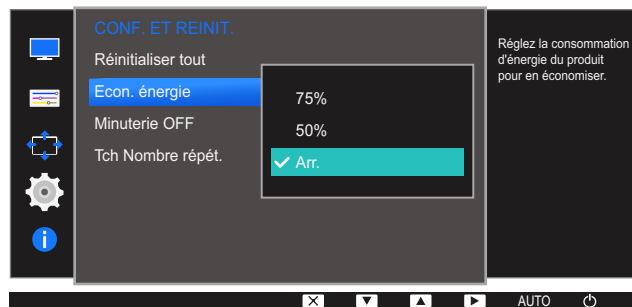 CONF. ET REINIT.
Réinitialiser tout
Econ. énergie
Minuterie OFF
Tch Nombre répét.
75%
50%
Arr.
Réglez la consommation
d'énergie du produit
pour en économiser.
AUTO